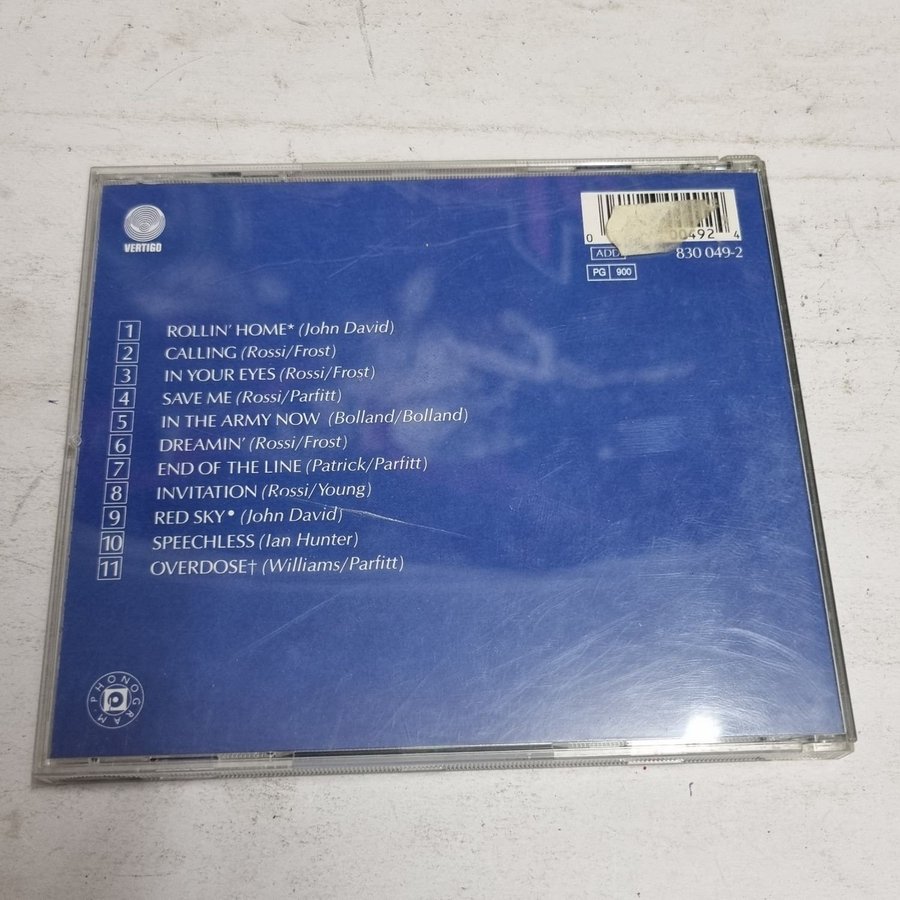 VERTIGO
0 00492 4
ADD
830 049-2
PG 900
1 ROLLIN' HOME* (John David)
2 CALLING (Rossi/Frost)
3 IN YOUR EYES (Rossi/Frost)
4 SAVE ME (Rossi/Parfitt)
5 IN THE ARMY NOW (Bolland/Bolland)
6 DREAMIN' (Rossi/Frost)
7 END OF THE LINE (Patrick/Parfitt)
8 INVITATION (Rossi/Young)
9 RED SKY* (John David)
10 SPEECHLESS (Ian Hunter)
11 OVERDOSE† (Williams/Parfitt)
PHONOGRAM